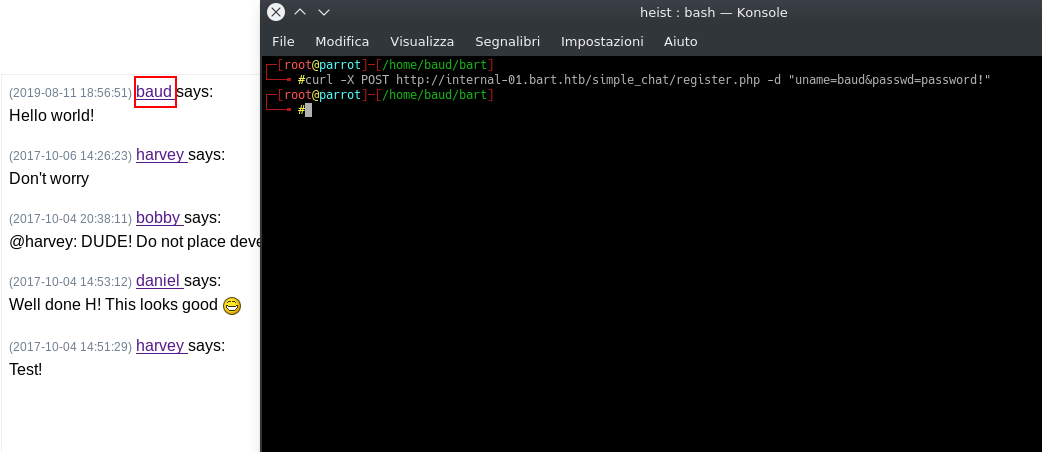 (2019-08-11 18:56:51) baud says:
Hello world!
(2017-10-06 14:26:23) harvey says:
Don't worry
(2017-10-04 20:38:11) bobby says:
@harvey: DUDE! Do not place deve
(2017-10-04 14:53:12) daniel says:
Well done H! This looks good
(2017-10-04 14:51:29) harvey says:
Test!
heist : bash — Konsole
File Modifica Visualizza Segnalibri Impostazioni Aiuto
┌─[root@parrot]─[/home/baud/bart]
└──╼ #curl -X POST http://internal-01.bart.htb/simple_chat/register.php -d "uname=baud&passwd=password!"
┌─[root@parrot]─[/home/baud/bart]
└──╼ #